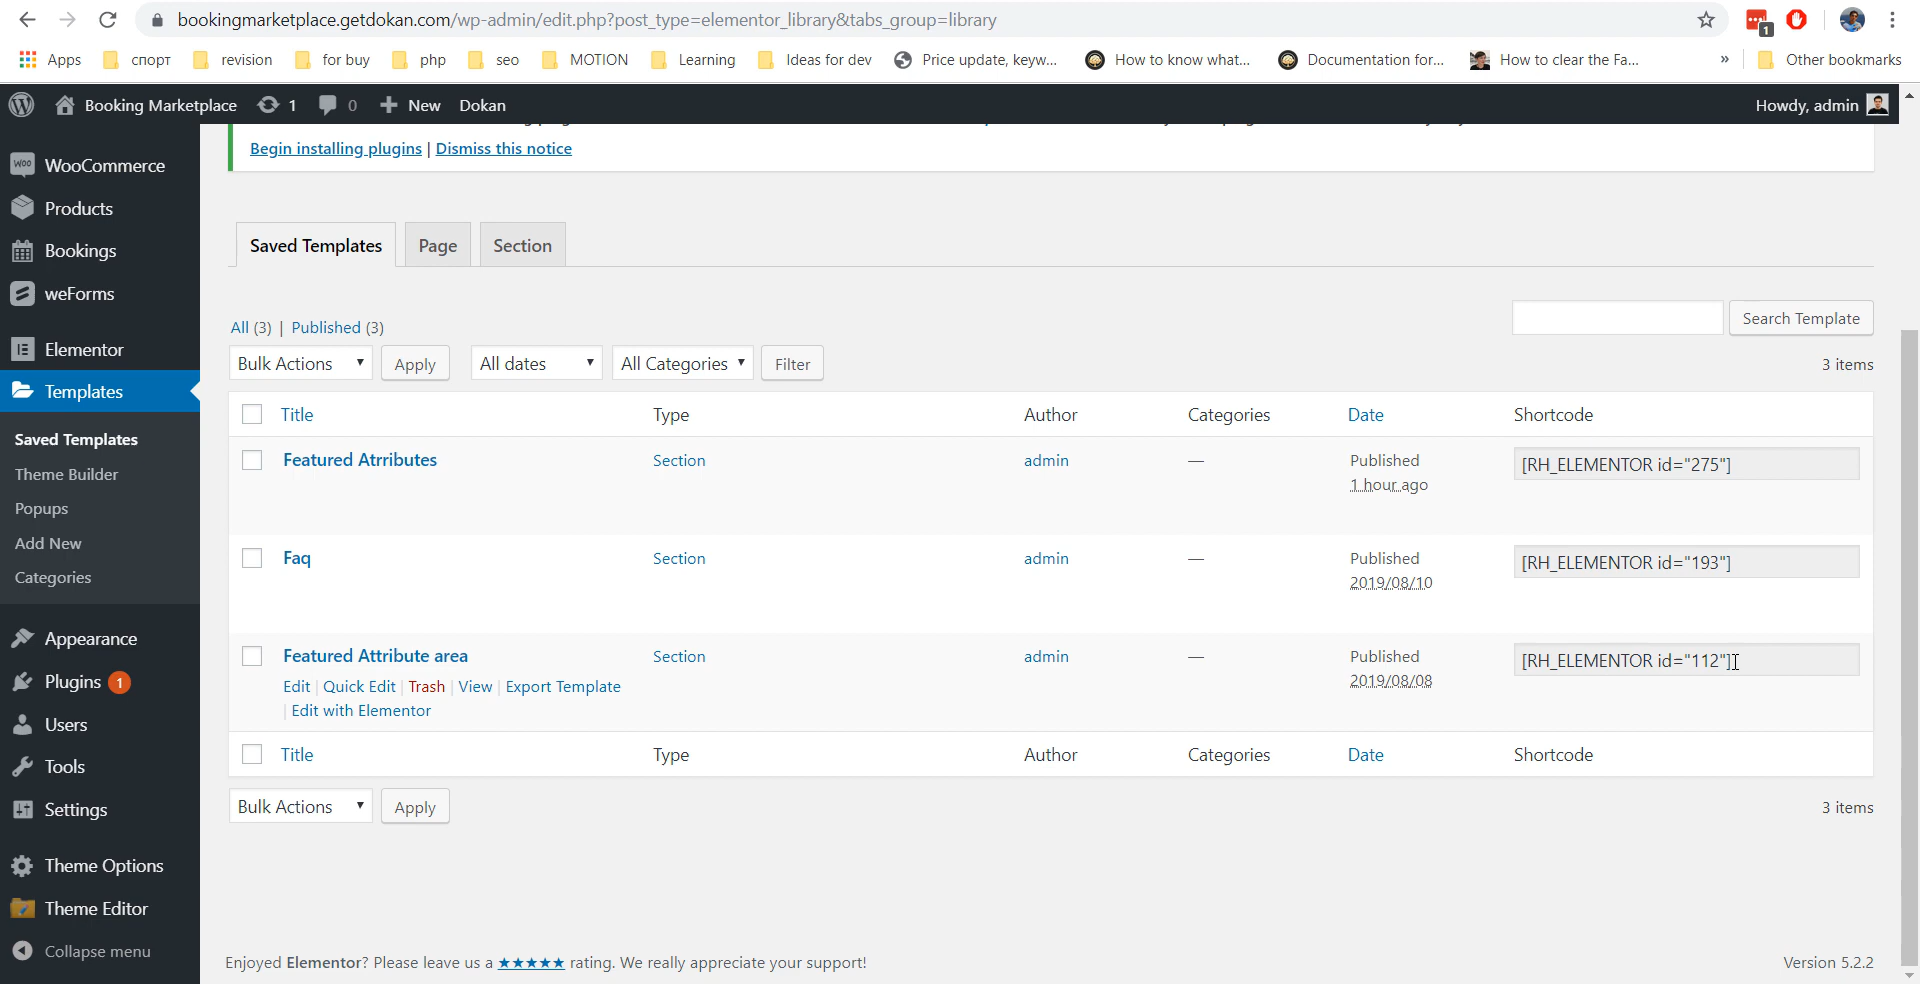 bookingmarketplace.getdokan.com/wp-admin/edit.php?post_type=elementor_library&tabs_group=library
1
Apps спорт revision for buy php seo MOTION Learning Ideas for dev Price update, keyw... How to know what... Documentation for... How to clear the Fa... » Other bookmarks
Booking Marketplace 1 0 New Dokan Howdy, admin
Begin installing plugins | Dismiss this notice
WooCommerce
Products
Bookings
weForms
Elementor
Templates
Saved Templates
Theme Builder
Popups
Add New
Categories
Appearance
Plugins 1
Users
Tools
Settings
Theme Options
Theme Editor
Collapse menu
Saved Templates Page Section
All (3) | Published (3)
Search Template
Bulk Actions Apply All dates All Categories Filter 3 items
Title Type Author Categories Date Shortcode
Featured Atrributes Section admin — Published [RH_ELEMENTOR id="275"]
1 hour ago
Faq Section admin — Published [RH_ELEMENTOR id="193"]
2019/08/10
Featured Attribute area Section admin — Published [RH_ELEMENTOR id="112"]
Edit | Quick Edit | Trash | View | Export Template 2019/08/08
| Edit with Elementor
Title Type Author Categories Date Shortcode
Bulk Actions Apply 3 items
Enjoyed Elementor? Please leave us a ★★★★★ rating. We really appreciate your support! Version 5.2.2